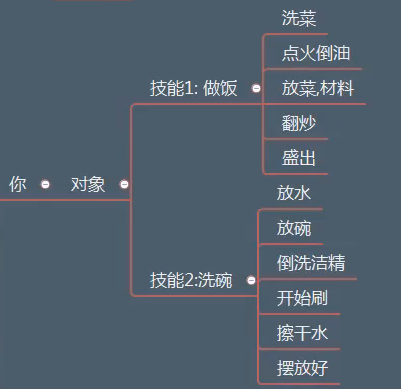 你
对象
技能1: 做饭
洗菜
点火倒油
放菜,材料
翻炒
盛出
技能2:洗碗
放水
放碗
倒洗洁精
开始刷
擦干水
摆放好